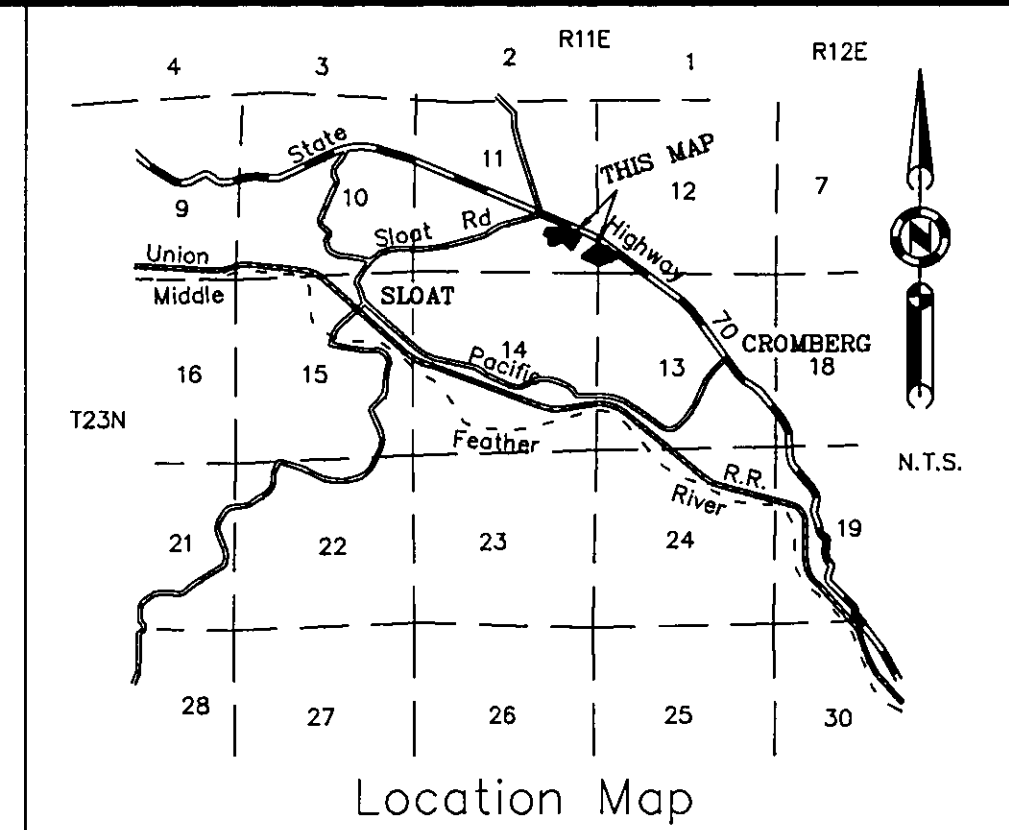 R11E
R12E
4
3
2
1
State
11
THIS MAP
12
7
10
9
Sloat Rd
Highway
N
Union
Middle
SLOAT
70
CROMBERG
14
Pacific
13
18
16
15
T23N
Feather
N.T.S.
R.R.
River
21
22
23
24
19
28
27
26
25
30
Location Map